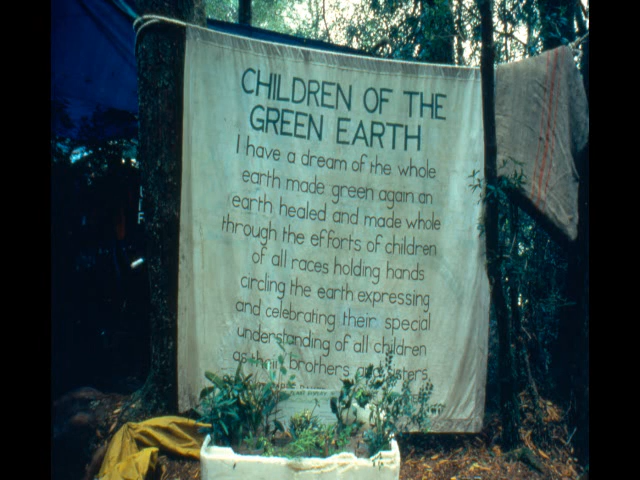 CHILDREN OF THE
GREEN EARTH
I have a dream of the whole
earth made green again an
earth healed and made whole
through the efforts of children
of all races holding hands
circling the earth expressing
and celebrating their special
understanding of all children
as their brothers and sisters